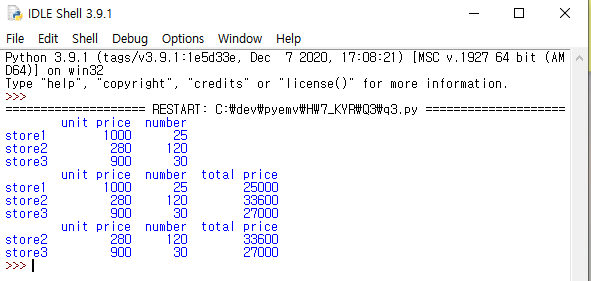 IDLE Shell 3.9.1
File Edit Shell Debug Options Window Help
Python 3.9.1 (tags/v3.9.1:1e5d33e, Dec  7 2020, 17:08:21) [MSC v.1927 64 bit (AM
D64)] on win32
Type "help", "copyright", "credits" or "license()" for more information.
>>>
=================== RESTART: C:₩dev₩pyemv₩HW7_KYR₩Q3₩q3.py ===================
        unit price  number
store1        1000      25
store2         280     120
store3         900      30
        unit price  number  total price
store1        1000      25        25000
store2         280     120        33600
store3         900      30        27000
        unit price  number  total price
store2         280     120        33600
store3         900      30        27000
>>>